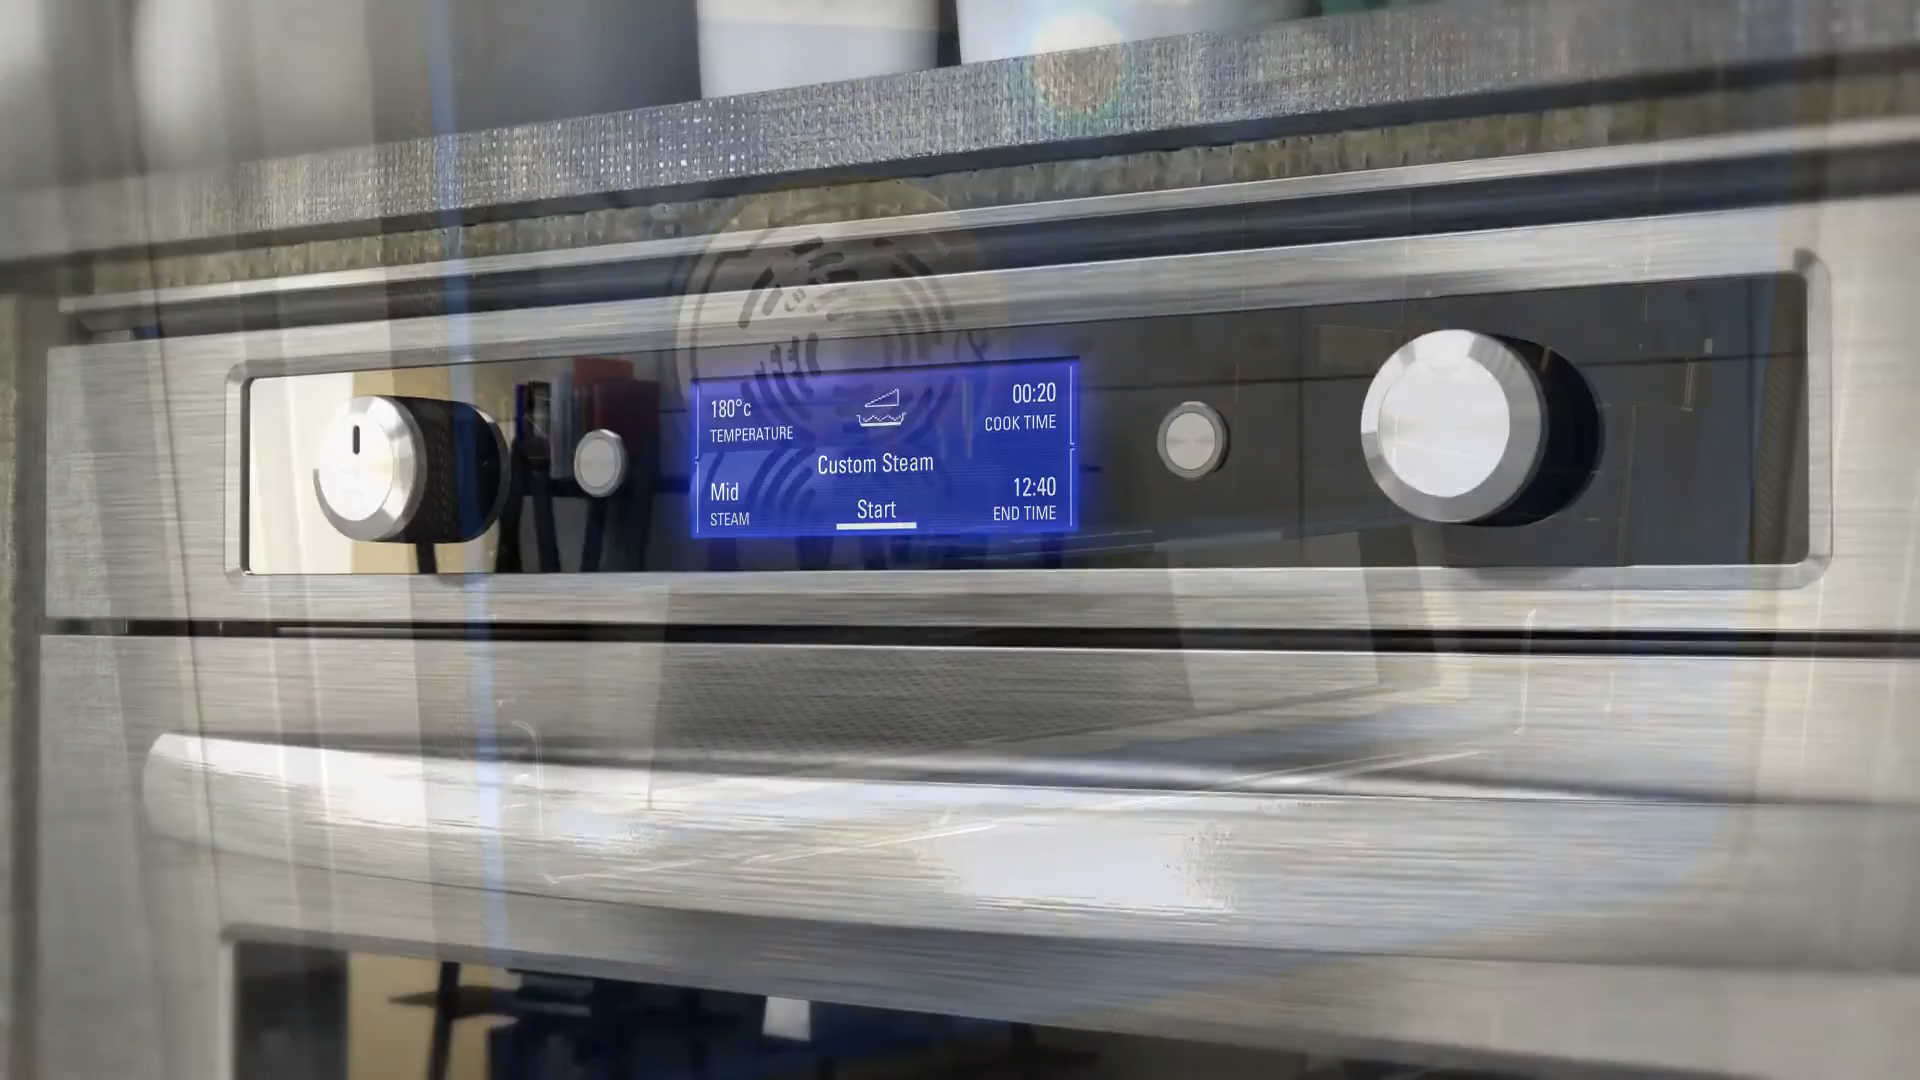 180°c
TEMPERATURE
00:20
COOK TIME
Custom Steam
Mid
STEAM
Start
12:40
END TIME